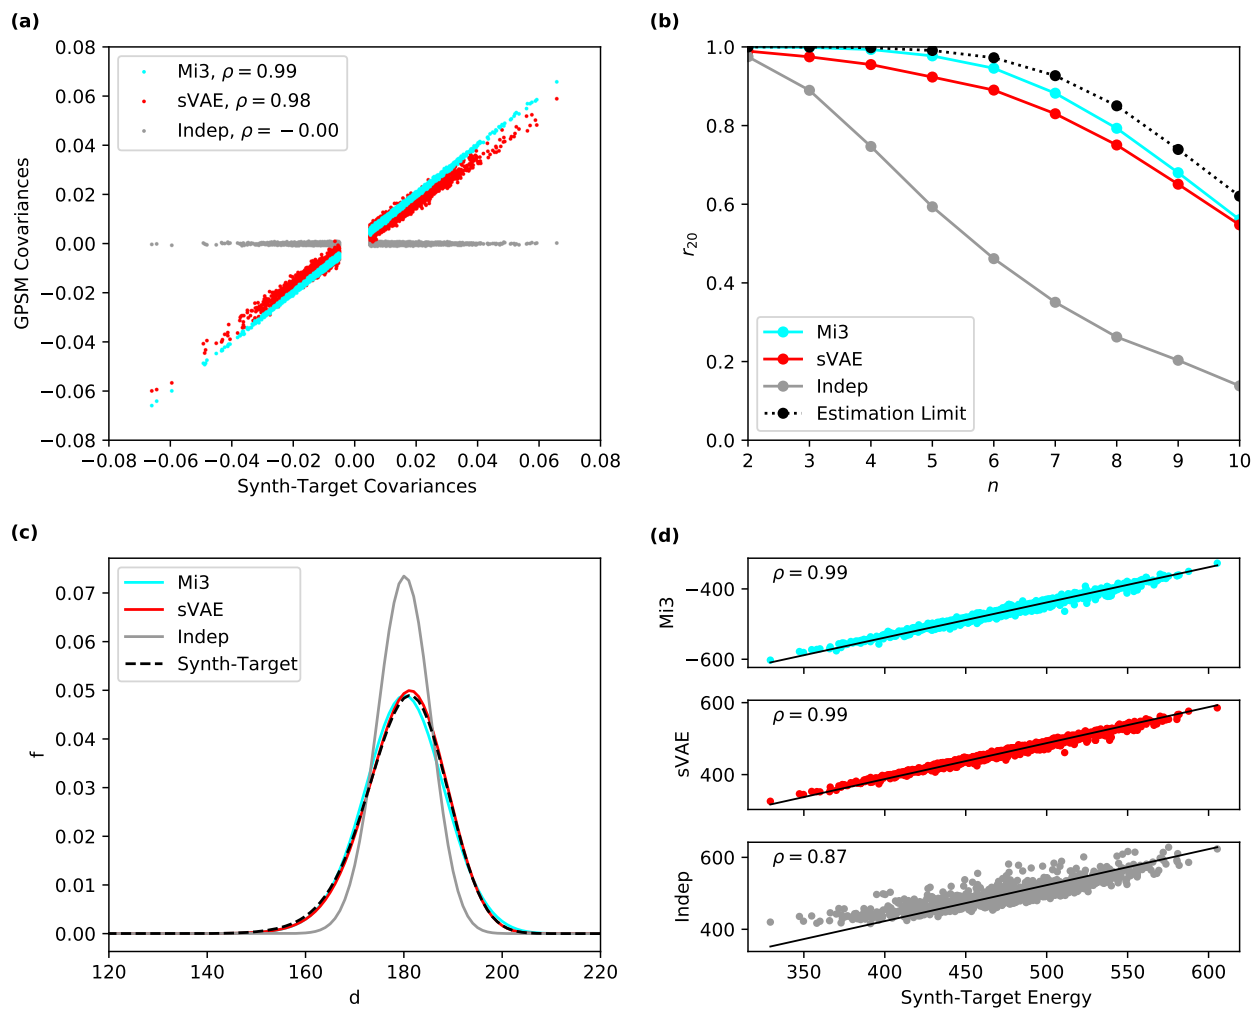 (a)
0.08
0.06
0.04
0.02
0.00
−0.02
−0.04
−0.06
−0.08
GPSM Covariances
Mi3, ρ = 0.99
sVAE, ρ = 0.98
Indep, ρ = −0.00
−0.08 −0.06 −0.04 −0.02 0.00 0.02 0.04 0.06 0.08
Synth-Target Covariances
(b)
1.0
0.8
0.6
0.4
0.2
0.0
r20
Mi3
sVAE
Indep
Estimation Limit
2 3 4 5 6 7 8 9 10
n
(c)
0.07
0.06
0.05
0.04
0.03
0.02
0.01
0.00
f
Mi3
sVAE
Indep
Synth-Target
120 140 160 180 200 220
d
(d)
ρ = 0.99
−400
−600
Mi3
ρ = 0.99
600
400
sVAE
ρ = 0.87
600
400
Indep
350 400 450 500 550 600
Synth-Target Energy